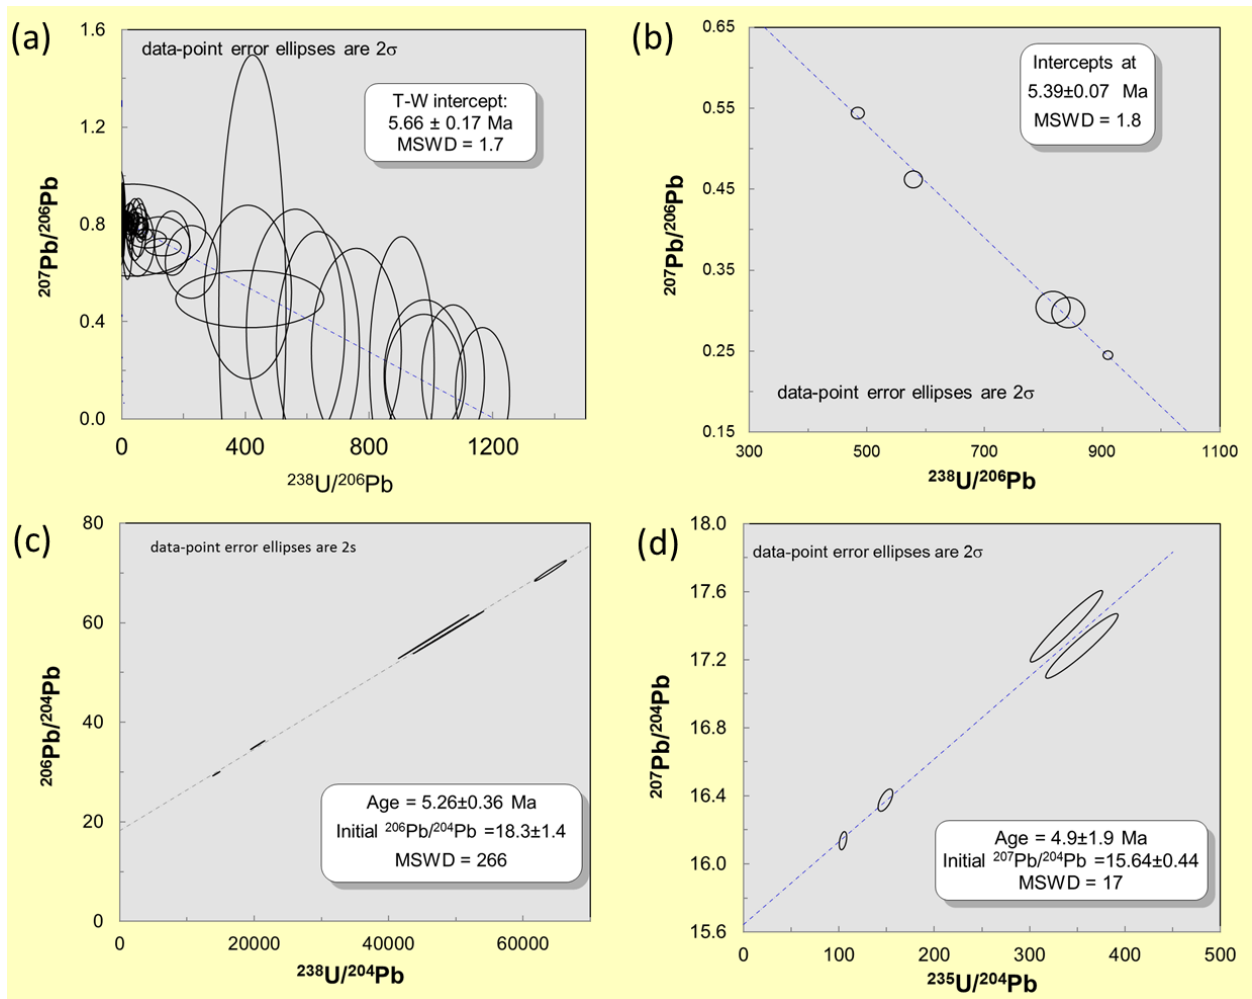 (a)
1.6
1.2
0.8
0.4
0.0
data-point error ellipses are 2σ
T-W intercept:
5.66 ± 0.17 Ma
MSWD = 1.7
²⁰⁷Pb/²⁰⁶Pb
0
400
800
1200
²³⁸U/²⁰⁶Pb
(b)
0.65
0.55
0.45
0.35
0.25
0.15
Intercepts at
5.39±0.07 Ma
MSWD = 1.8
data-point error ellipses are 2σ
²⁰⁷Pb/²⁰⁶Pb
300
500
700
900
1100
²³⁸U/²⁰⁶Pb
(c)
80
60
40
20
0
data-point error ellipses are 2s
Age = 5.26±0.36 Ma
Initial ²⁰⁶Pb/²⁰⁴Pb =18.3±1.4
MSWD = 266
²⁰⁶Pb/²⁰⁴Pb
0
20000
40000
60000
²³⁸U/²⁰⁴Pb
(d)
18.0
17.6
17.2
16.8
16.4
16.0
15.6
data-point error ellipses are 2σ
Age = 4.9±1.9 Ma
Initial ²⁰⁷Pb/²⁰⁴Pb =15.64±0.44
MSWD = 17
²⁰⁷Pb/²⁰⁴Pb
0
100
200
300
400
500
²³⁵U/²⁰⁴Pb